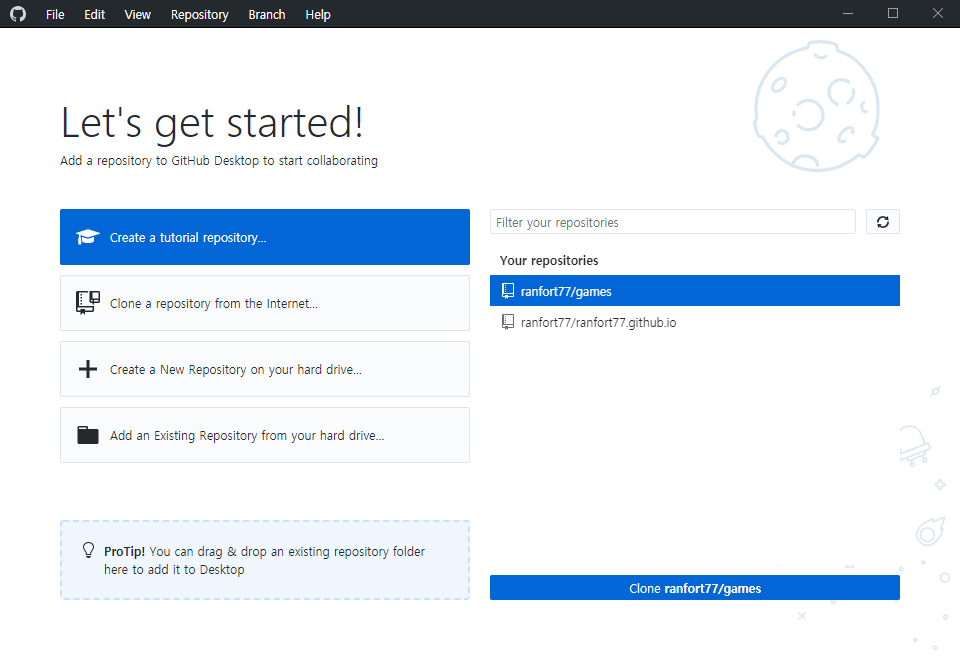 File Edit View Repository Branch Help
Let's get started!
Add a repository to GitHub Desktop to start collaborating
Create a tutorial repository...
Clone a repository from the Internet...
Create a New Repository on your hard drive...
Add an Existing Repository from your hard drive...
ProTip! You can drag & drop an existing repository folder
here to add it to Desktop
Filter your repositories
Your repositories
ranfort77/games
ranfort77/ranfort77.github.io
Clone ranfort77/games